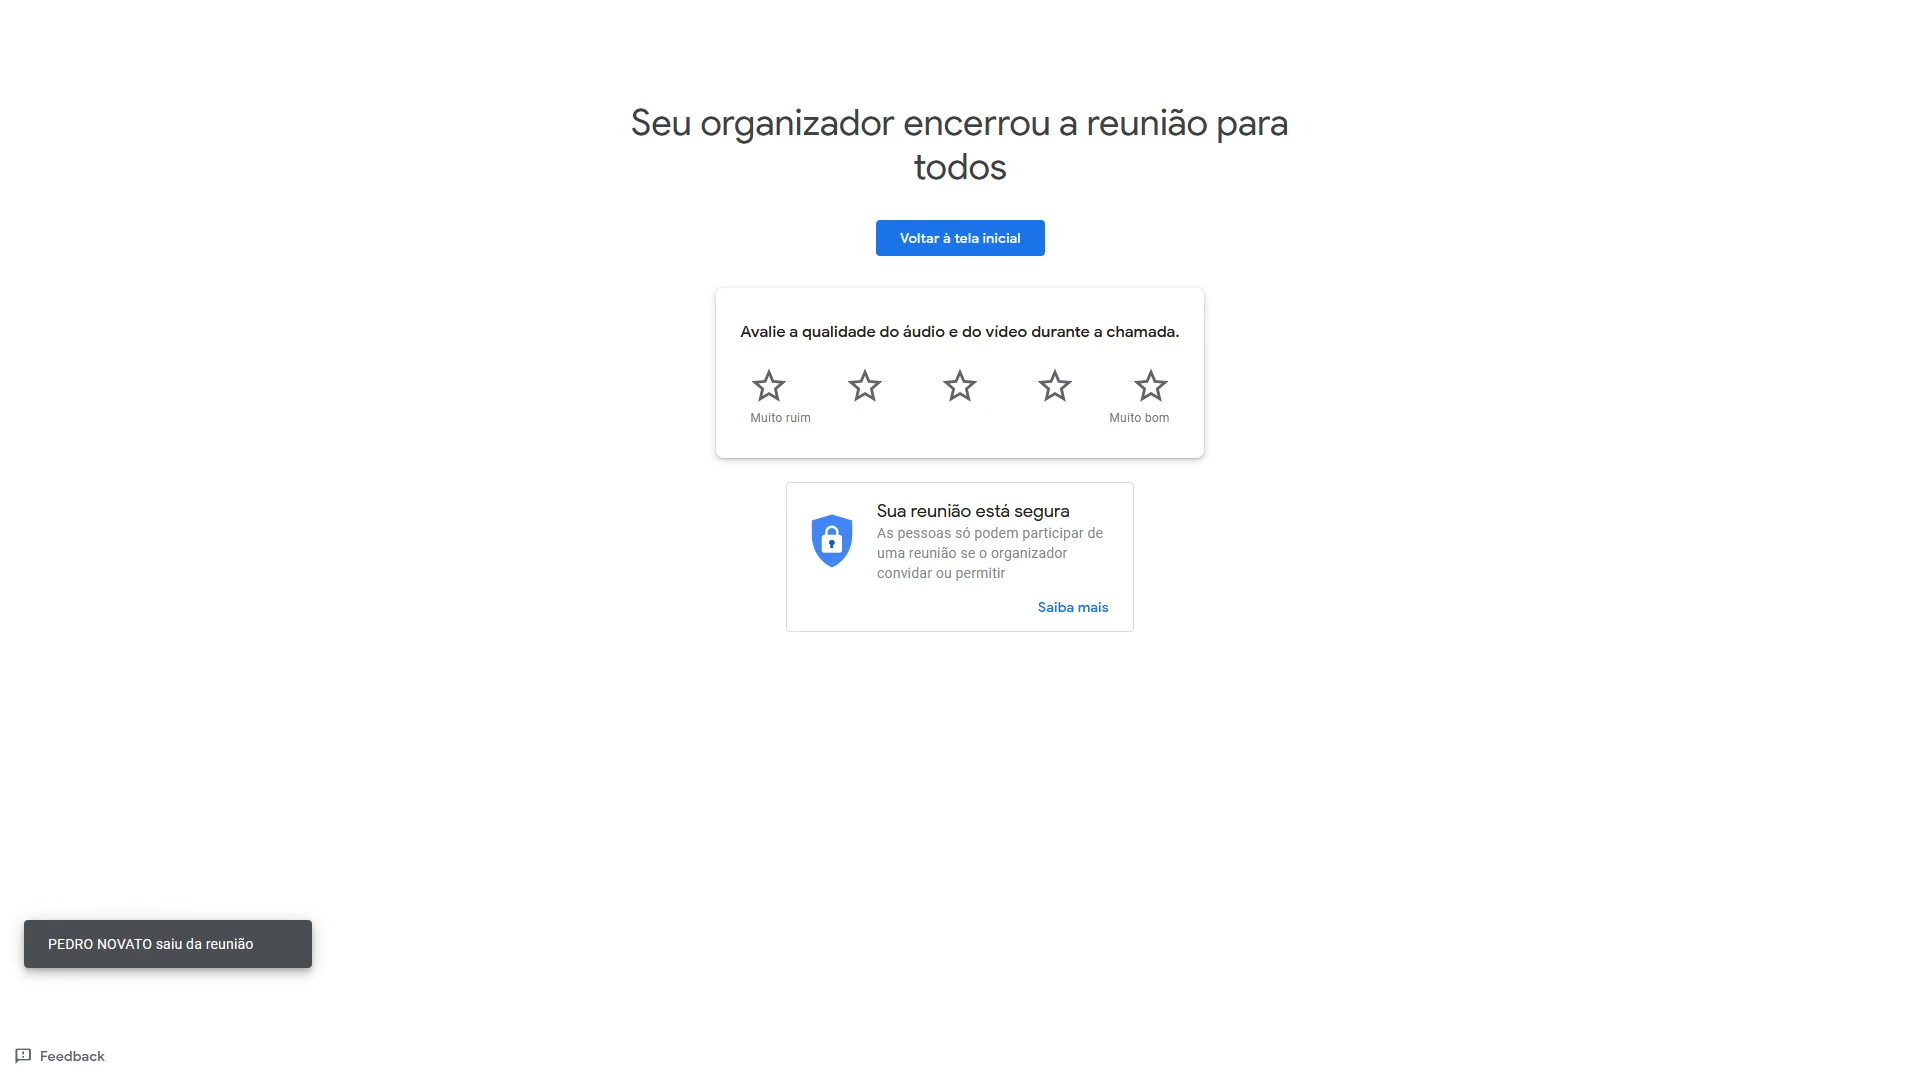 Seu organizador encerrou a reunião para
todos
Voltar à tela inicial
Avalie a qualidade do áudio e do vídeo durante a chamada.
Muito ruim
Muito bom
Sua reunião está segura
As pessoas só podem participar de
uma reunião se o organizador
convidar ou permitir
Saiba mais
PEDRO NOVATO saiu da reunião
Feedback